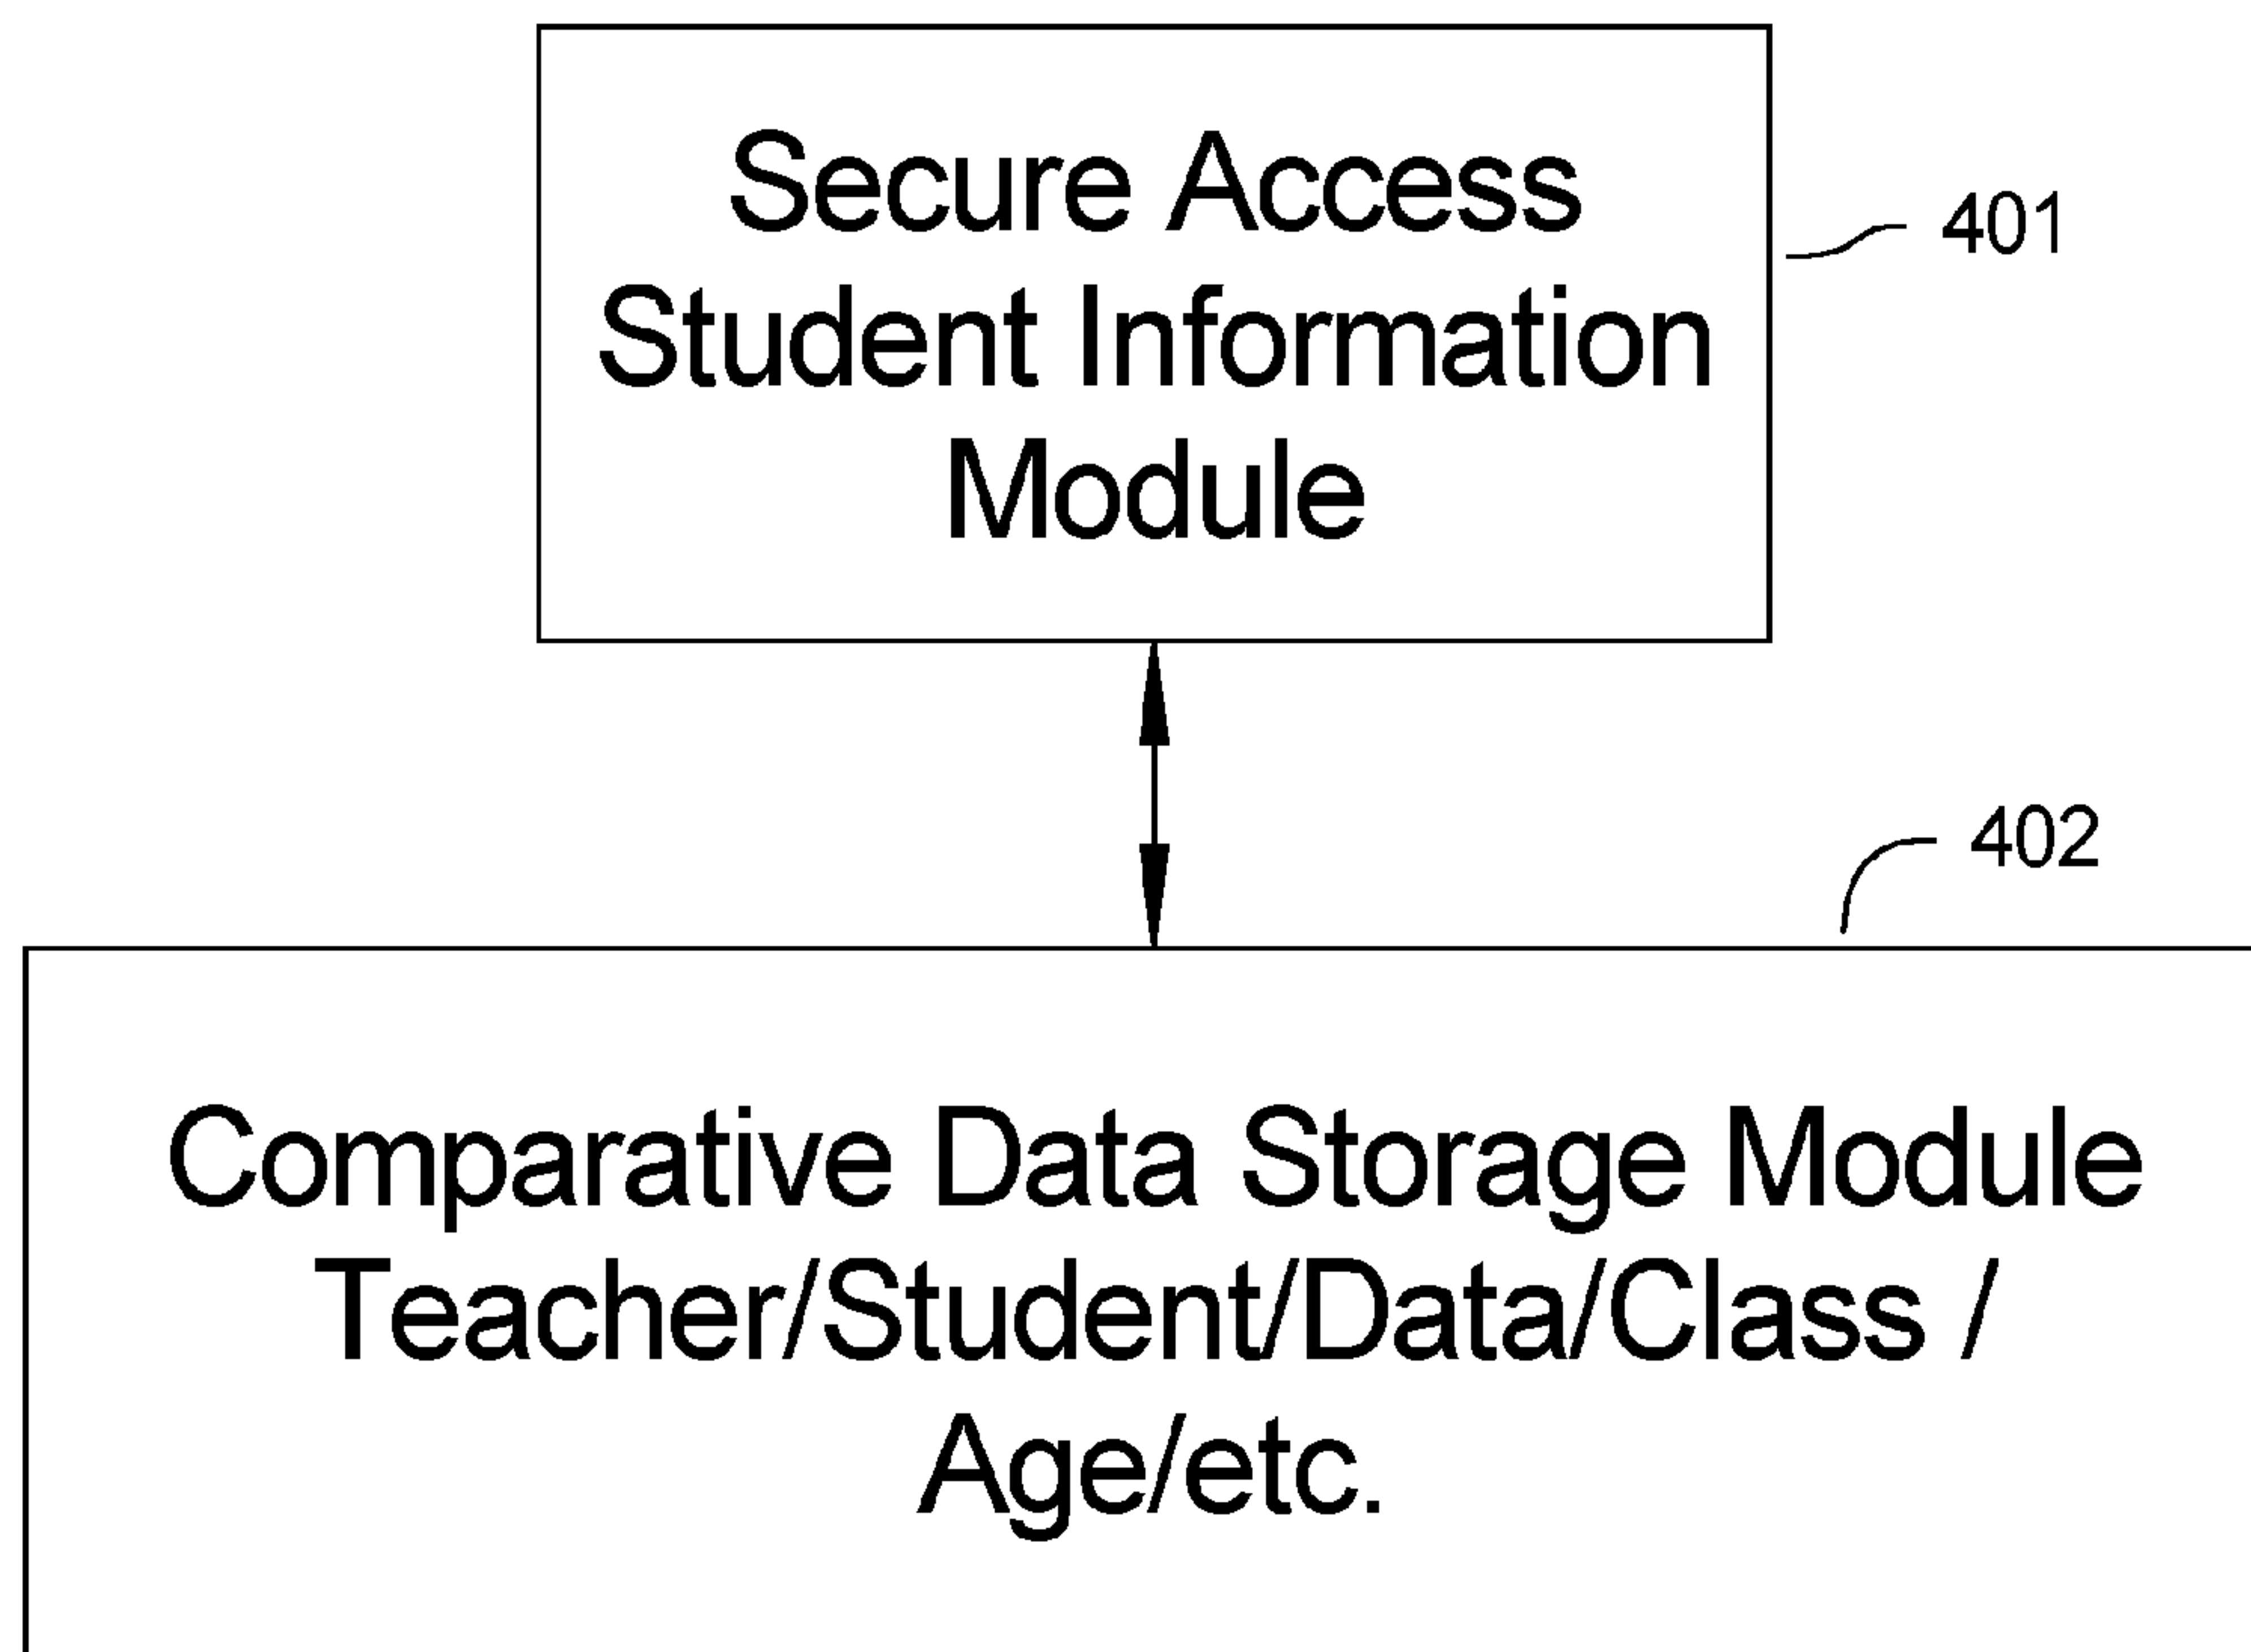 Secure Access
Student Information
Module
401
402
Comparative Data Storage Module
Teacher/Student/Data/Class /
Age/etc.